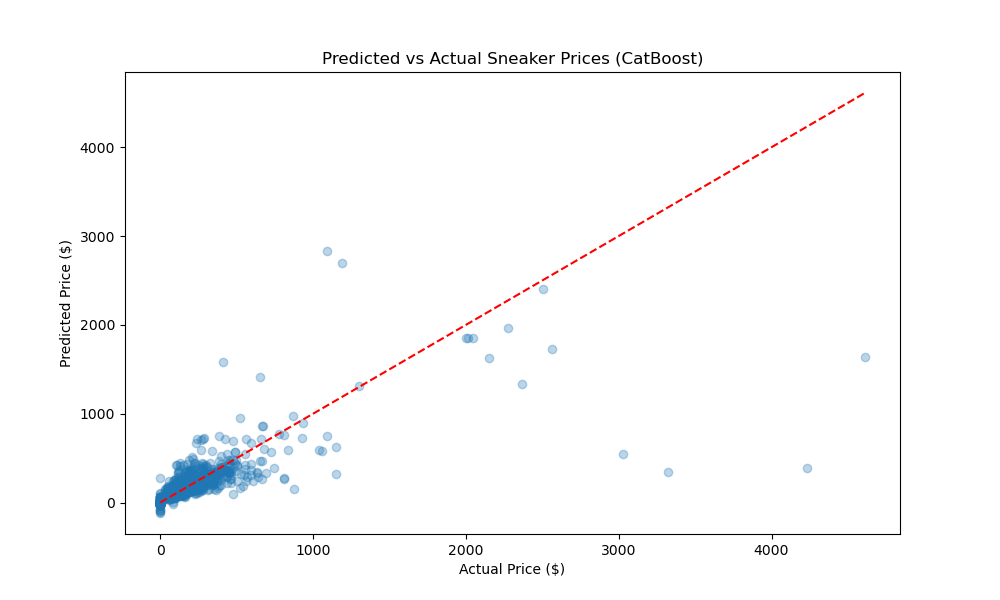 Predicted vs Actual Sneaker Prices (CatBoost)
Predicted Price ($)
4000
3000
2000
1000
0
0 1000 2000 3000 4000
Actual Price ($)